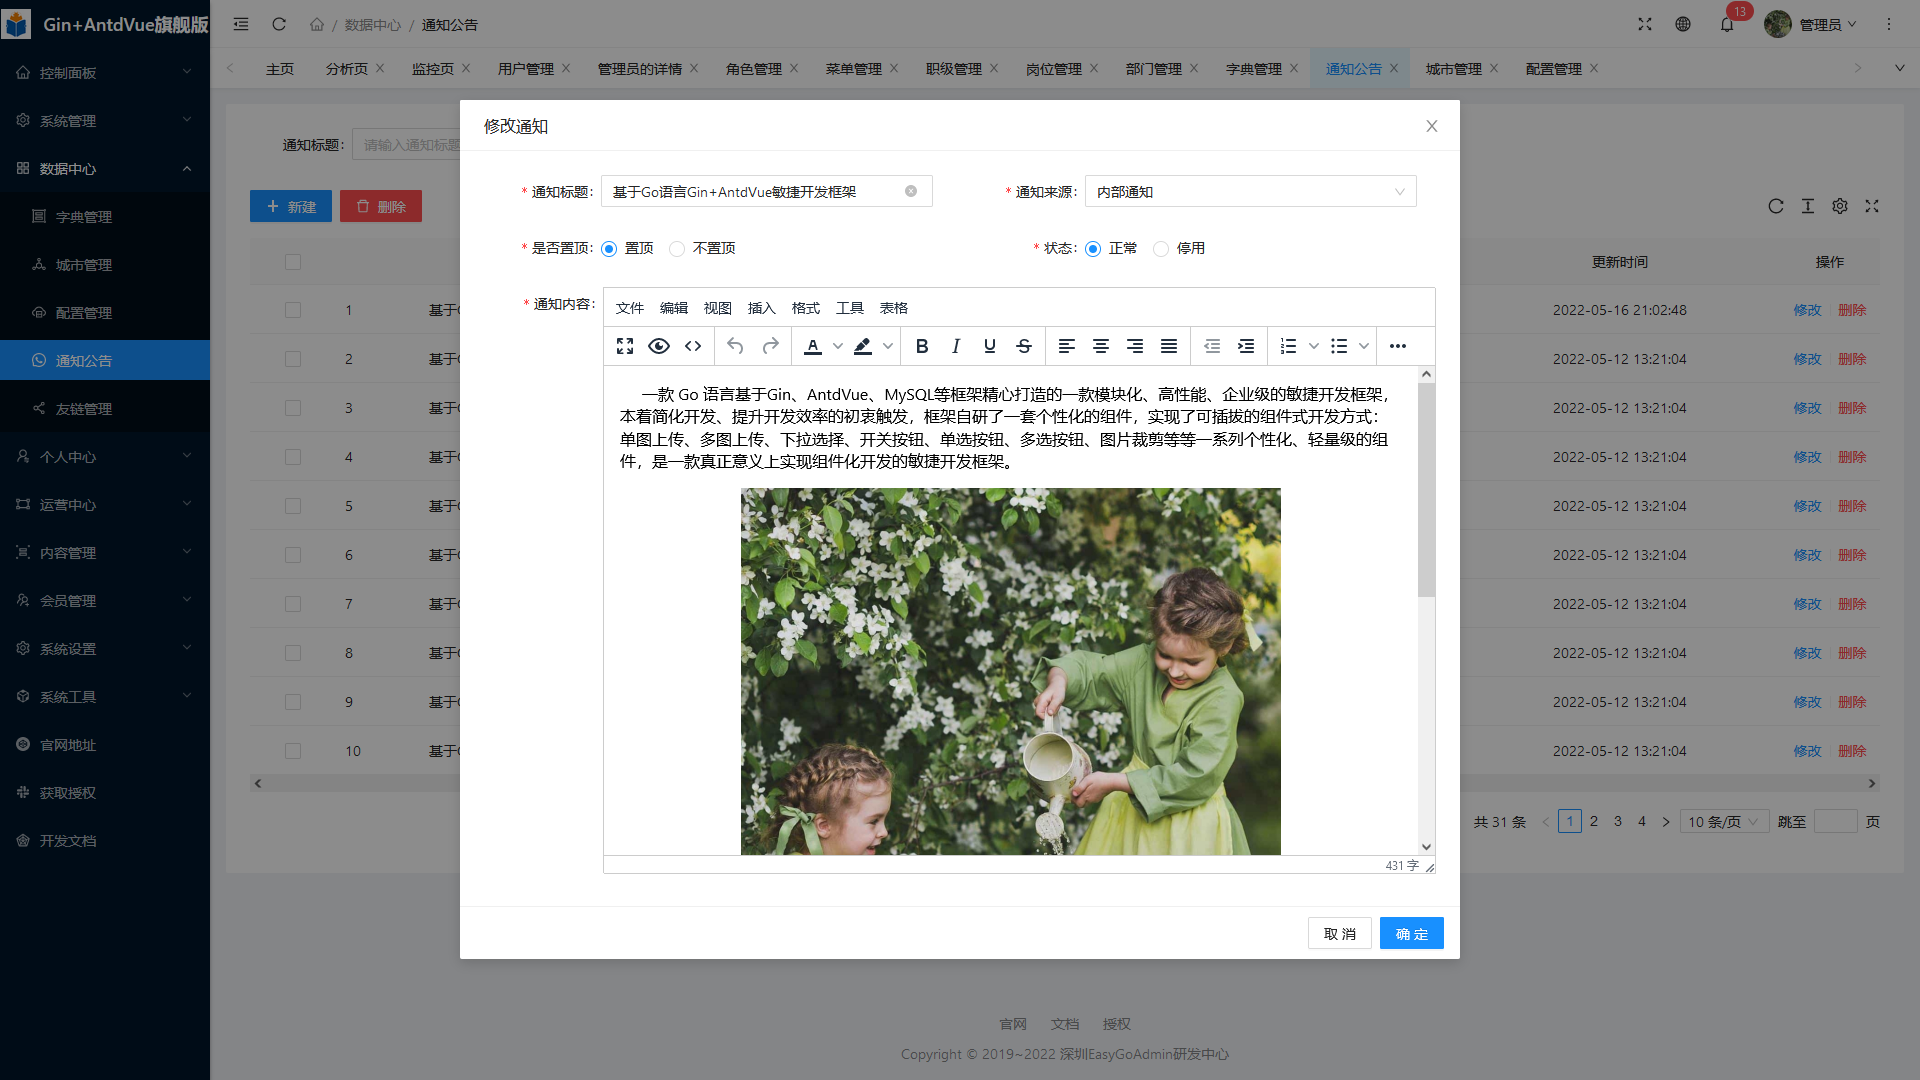 Gin+AntdVue旗舰版
数据中心 / 通知公告
13
管理员
主页 分析页 监控页 用户管理 管理员的详情 角色管理 菜单管理 职级管理 岗位管理 部门管理 字典管理 通知公告 城市管理 配置管理
控制面板
系统管理
数据中心
字典管理
城市管理
配置管理
通知公告
友链管理
个人中心
运营中心
内容管理
会员管理
系统设置
系统工具
官网地址
获取授权
开发文档
通知标题: 请输入通知标题
新建 删除
更新时间 操作
1 基于 2022-05-16 21:02:48 修改 删除
2 基于 2022-05-12 13:21:04 修改 删除
3 基于 2022-05-12 13:21:04 修改 删除
4 基于 2022-05-12 13:21:04 修改 删除
5 基于 2022-05-12 13:21:04 修改 删除
6 基于 2022-05-12 13:21:04 修改 删除
7 基于 2022-05-12 13:21:04 修改 删除
8 基于 2022-05-12 13:21:04 修改 删除
9 基于 2022-05-12 13:21:04 修改 删除
10 基于 2022-05-12 13:21:04 修改 删除
共 31 条 1 2 3 4 10 条/页 跳至 页
修改通知
* 通知标题: 基于Go语言Gin+AntdVue敏捷开发框架 * 通知来源: 内部通知
* 是否置顶: 置顶 不置顶 * 状态: 正常 停用
* 通知内容:
文件 编辑 视图 插入 格式 工具 表格
一款 Go 语言基于Gin、AntdVue、MySQL等框架精心打造的一款模块化、高性能、企业级的敏捷开发框架，
本着简化开发、提升开发效率的初衷触发，框架自研了一套个性化的组件，实现了可插拔的组件式开发方式：
单图上传、多图上传、下拉选择、开关按钮、单选按钮、多选按钮、图片裁剪等等一系列个性化、轻量级的组
件，是一款真正意义上实现组件化开发的敏捷开发框架。
431 字
取 消 确 定
官网 文档 授权
Copyright © 2019~2022 深圳EasyGoAdmin研发中心